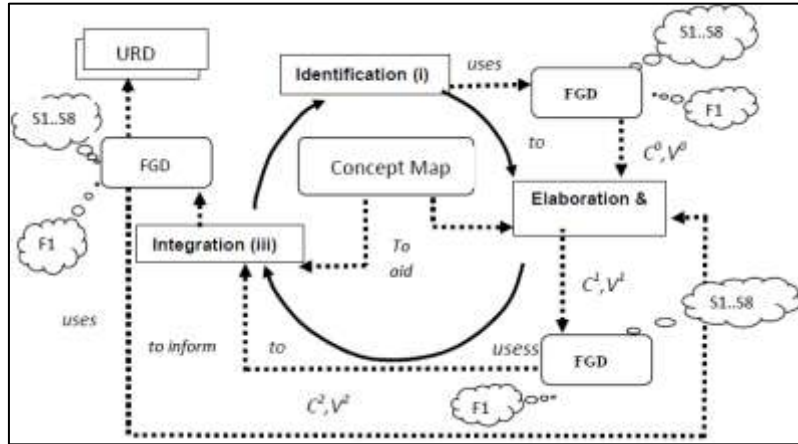 URD
Identification (i)
uses
FGD
S1..S8
F1
S1..S8
FGD
F1
to
C⁰,V⁰
Concept Map
Elaboration &
Integration (iii)
To
aid
C¹,V¹
S1..S8
uses
to inform
to
usess
FGD
F1
C²,V²